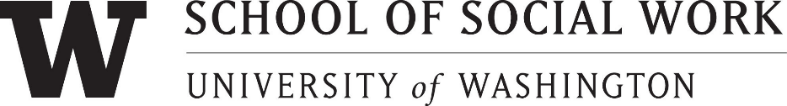 W
SCHOOL OF SOCIAL WORK
UNIVERSITY of WASHINGTON